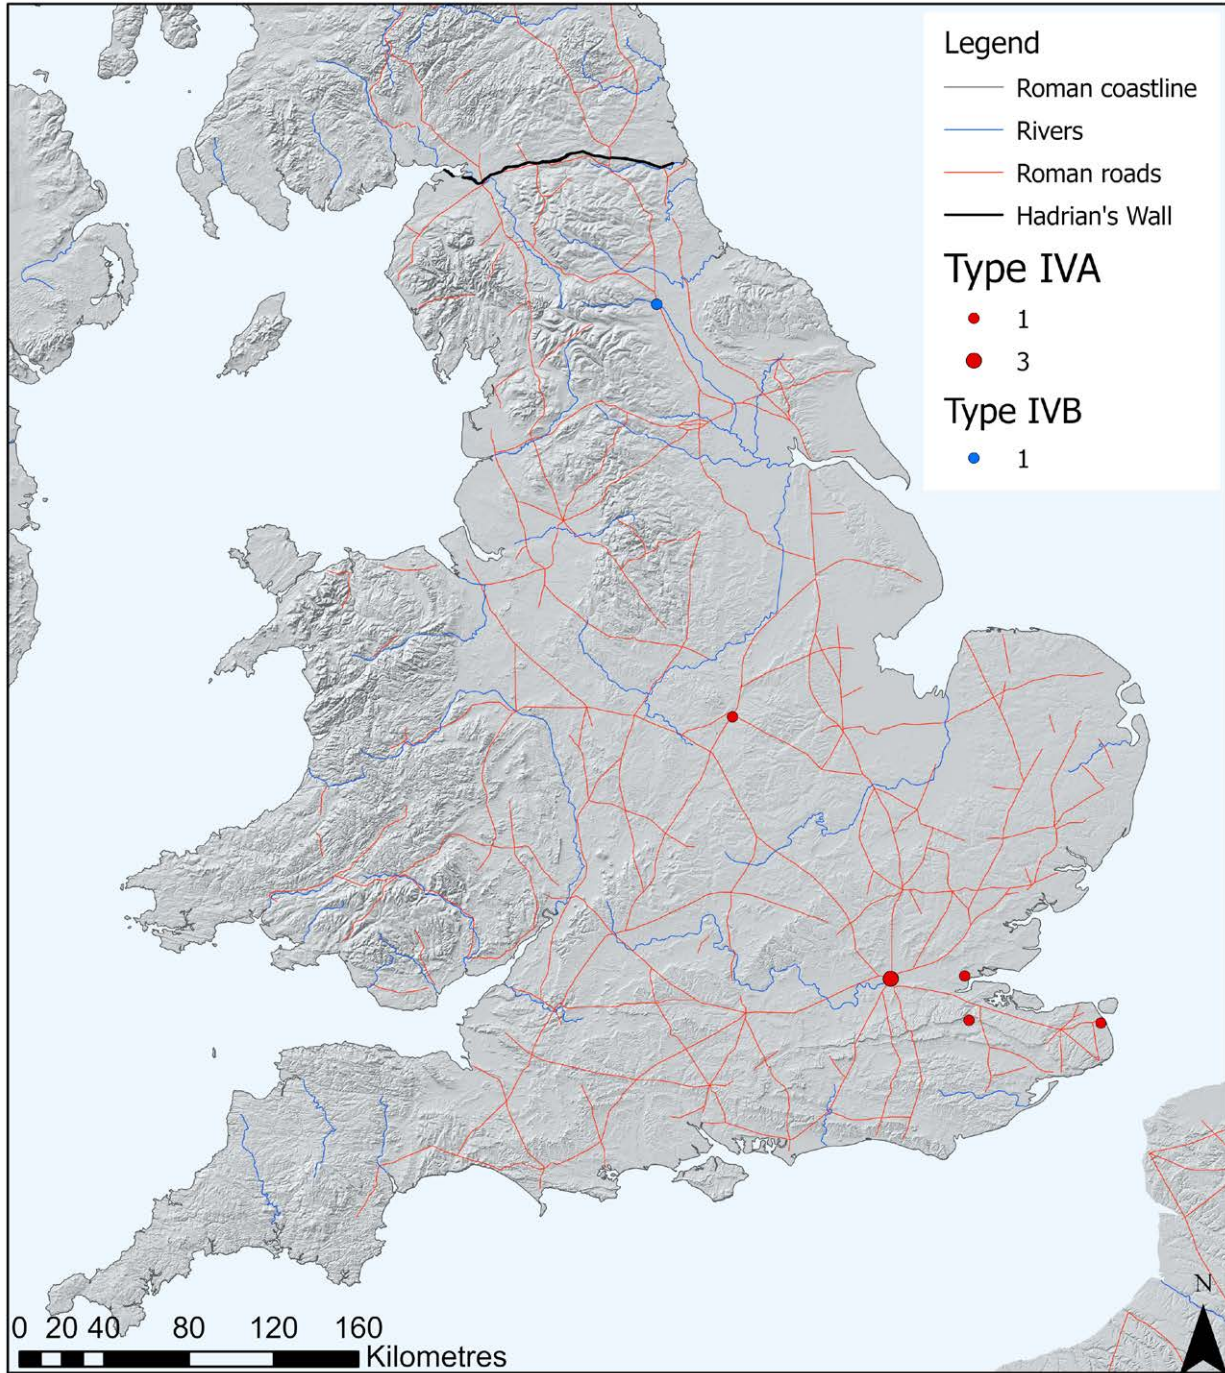 Legend
Roman coastline
Rivers
Roman roads
Hadrian's Wall
Type IVA
1
3
Type IVB
1
N
0 20 40 80 120 160
Kilometres